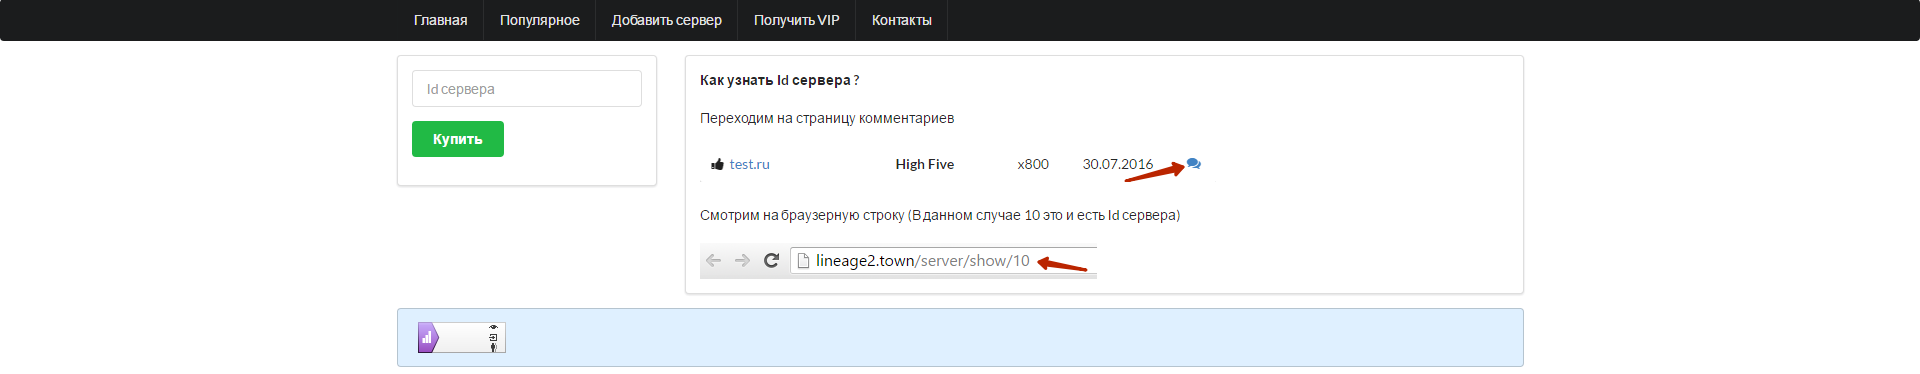 Главная Популярное Добавить сервер Получить VIP Контакты
Id сервера
Купить
Как узнать Id сервера ?
Переходим на страницу комментариев
test.ru High Five x800 30.07.2016
Смотрим на браузерную строку (В данном случае 10 это и есть Id сервера)
lineage2.town/server/show/10